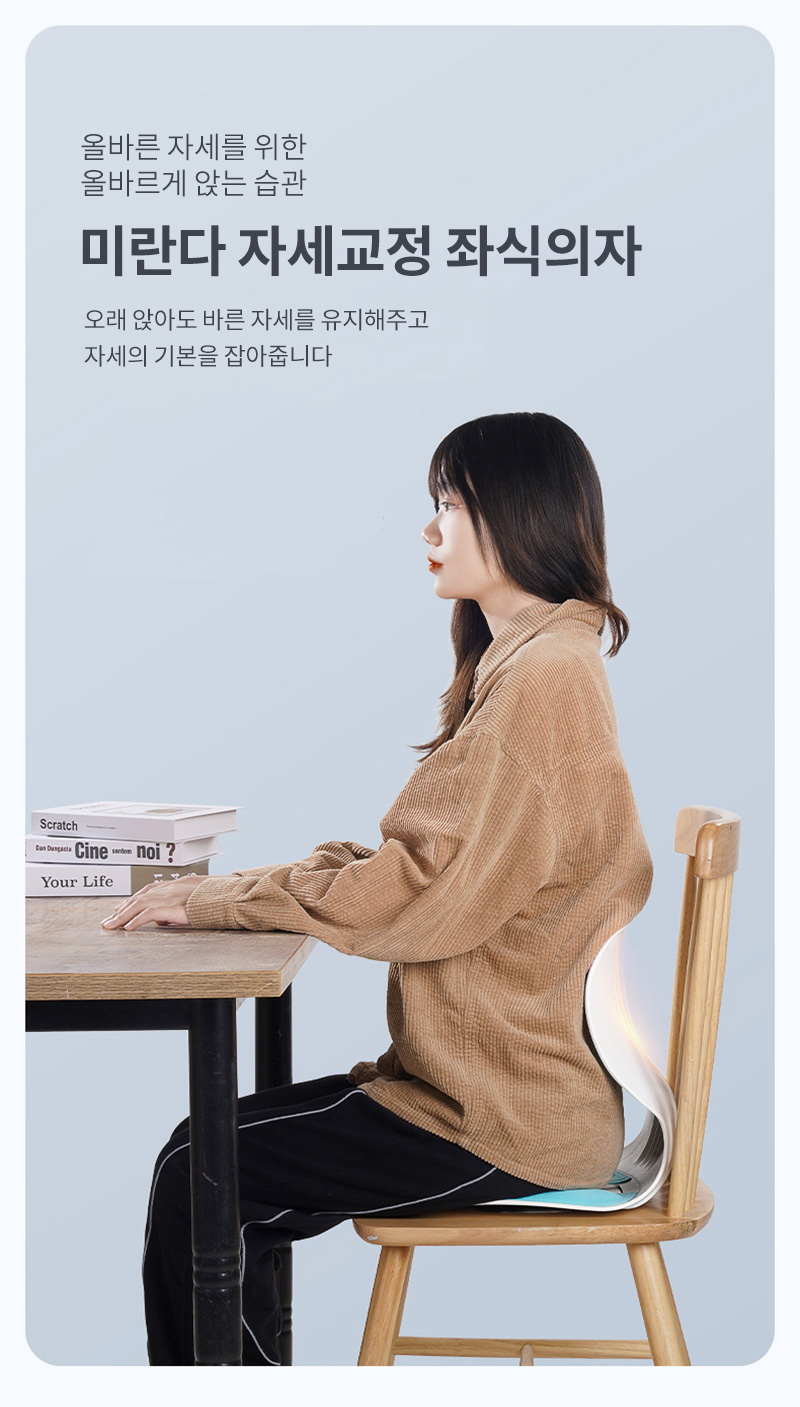 올바른 자세를 위한
올바르게 앉는 습관
미란다 자세교정 좌식의자
오래 앉아도 바른 자세를 유지해주고
자세의 기본을 잡아줍니다
Scratch
Cine noi ?
Your Life